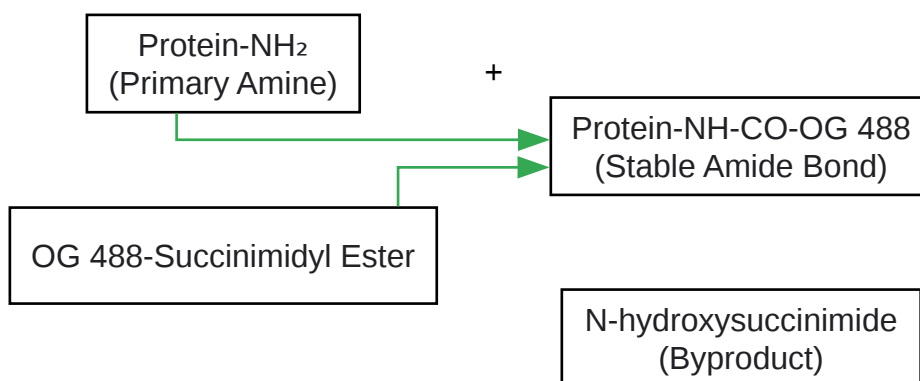 Protein-NH₂
(Primary Amine)
+
Protein-NH-CO-OG 488
(Stable Amide Bond)
OG 488-Succinimidyl Ester
N-hydroxysuccinimide
(Byproduct)